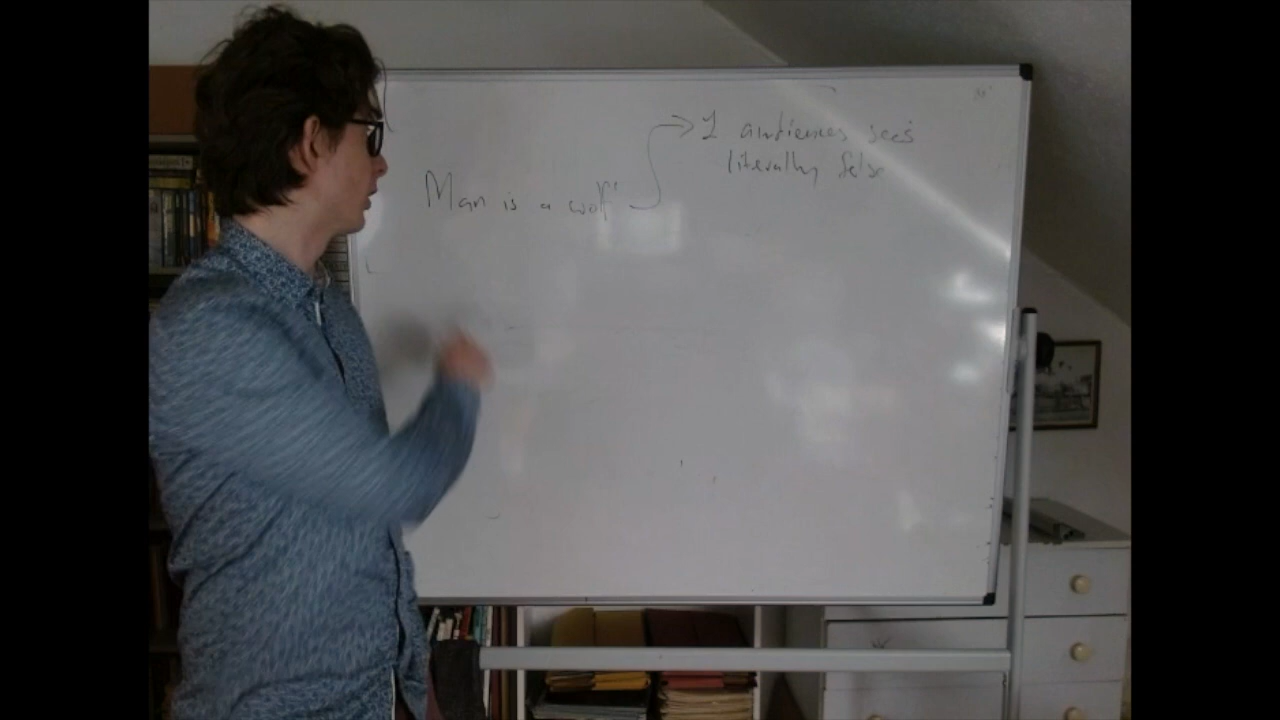 Man is a wolf
1 audiences sees
literally false